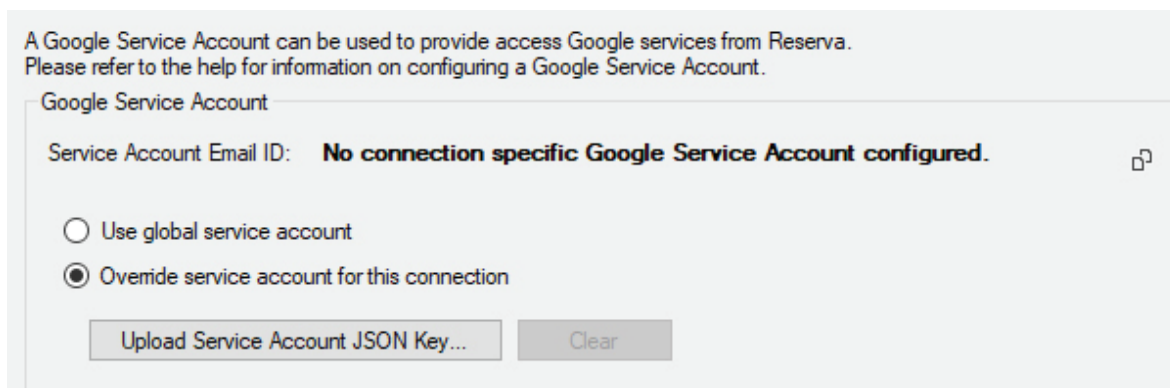 A Google Service Account can be used to provide access Google services from Reserva.
Please refer to the help for information on configuring a Google Service Account.
Google Service Account
Service Account Email ID: No connection specific Google Service Account configured.
Use global service account
Override service account for this connection
Upload Service Account JSON Key... Clear